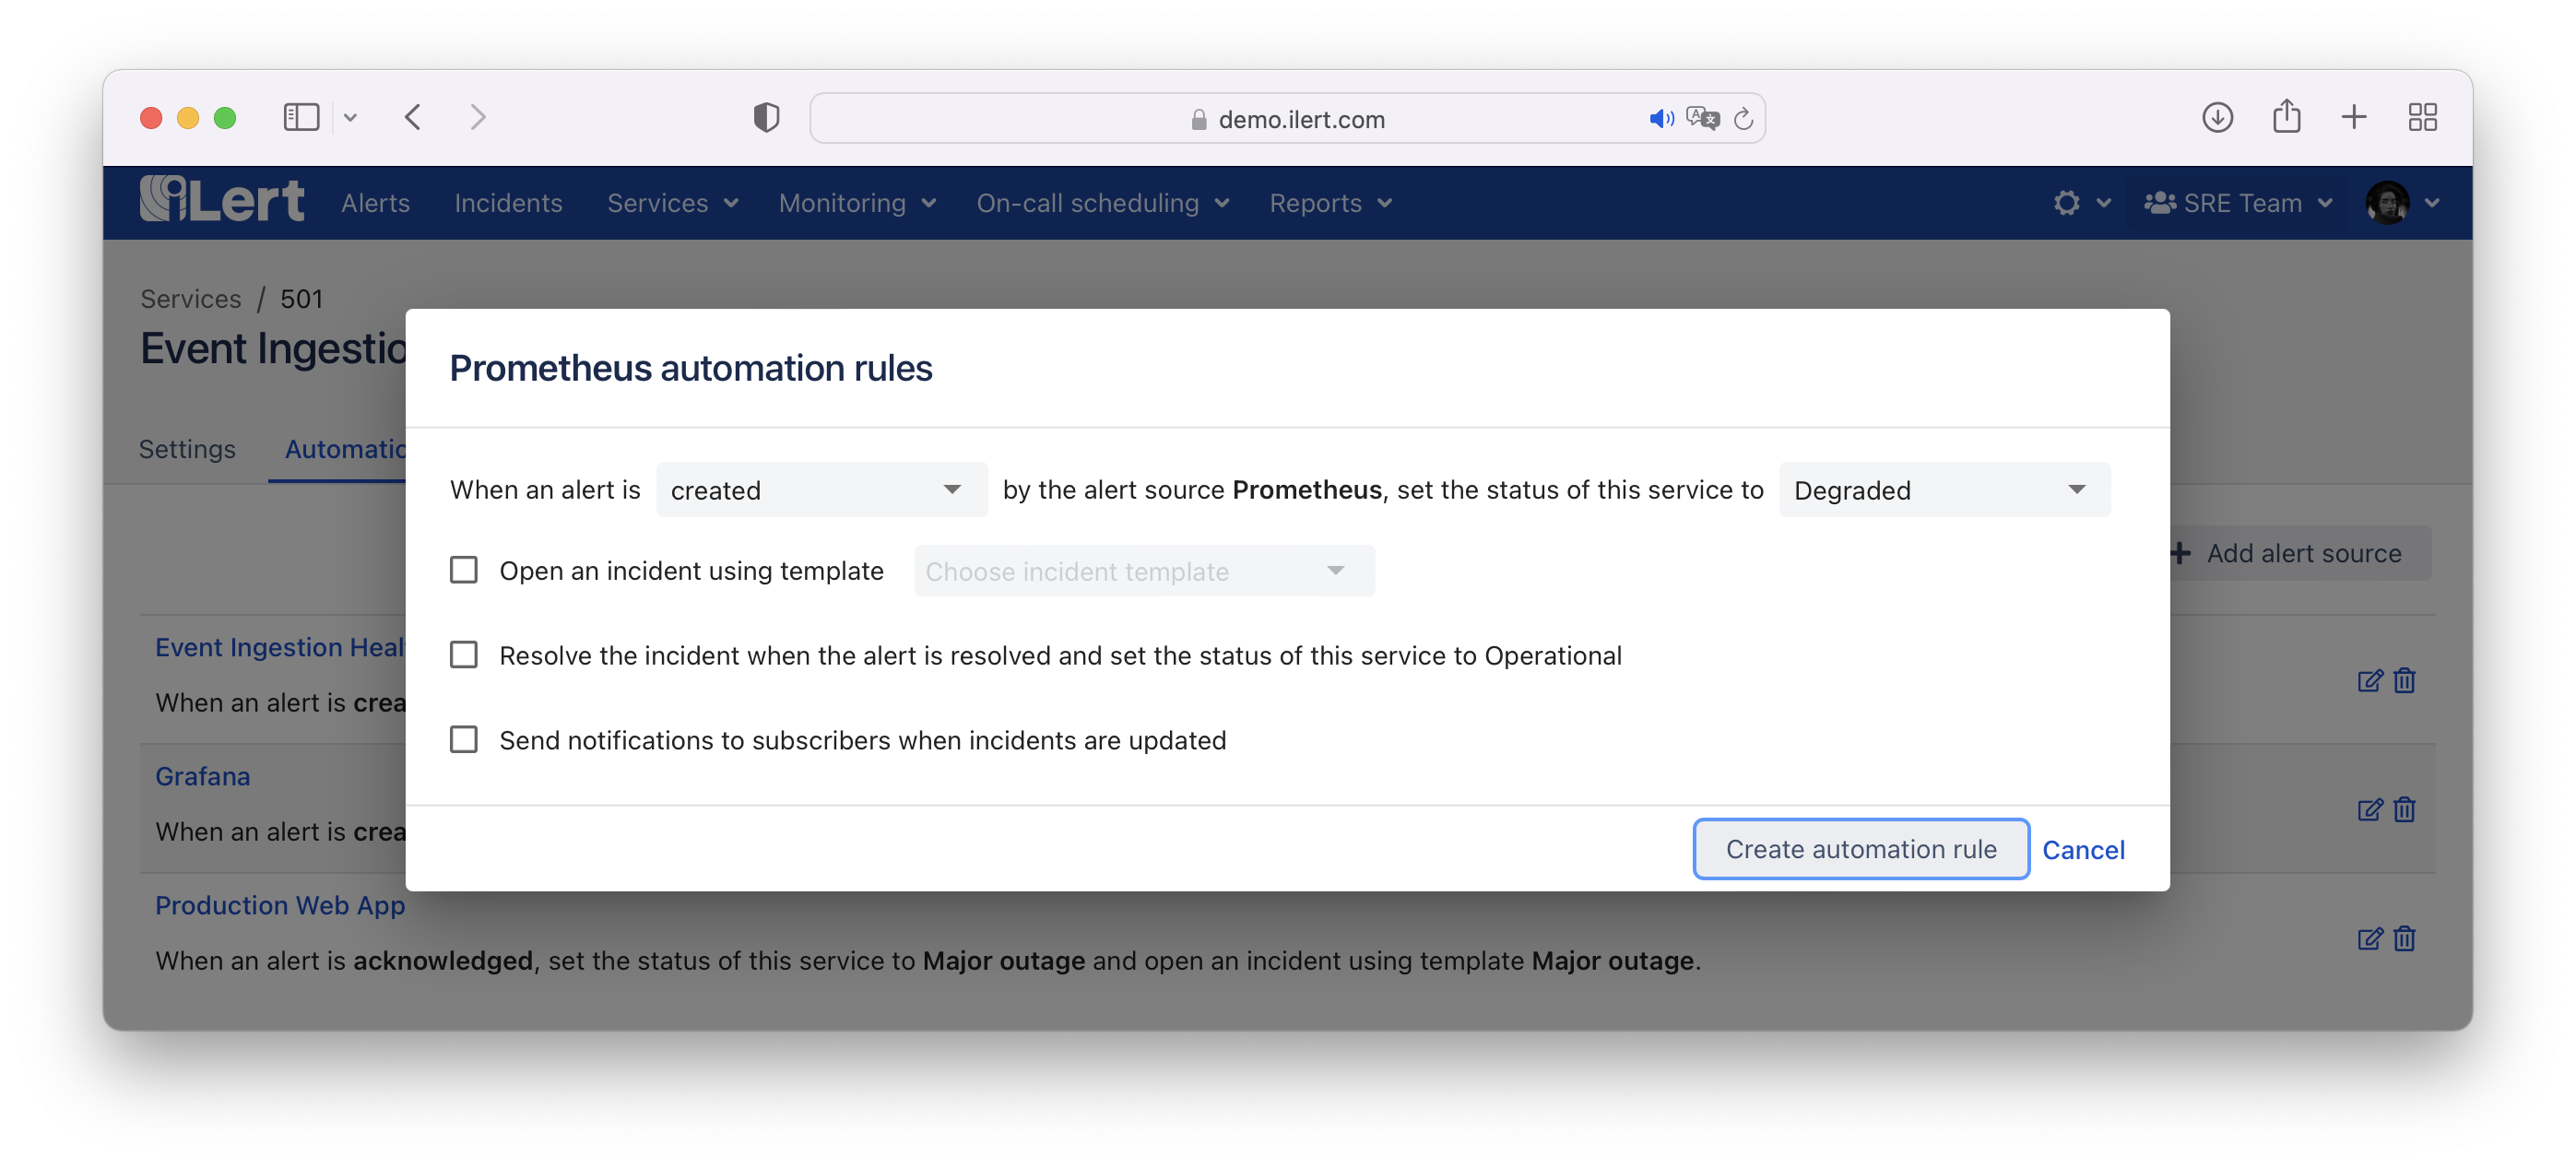 demo.ilert.com
iLert Alerts Incidents Services Monitoring On-call scheduling Reports SRE Team
Services / 501
Event Ingestio
Prometheus automation rules
Settings Automatio
When an alert is created by the alert source Prometheus, set the status of this service to Degraded
+ Add alert source
Open an incident using template Choose incident template
Resolve the incident when the alert is resolved and set the status of this service to Operational
Send notifications to subscribers when incidents are updated
Create automation rule Cancel
Event Ingestion Heal
When an alert is crea
Grafana
When an alert is crea
Production Web App
When an alert is acknowledged, set the status of this service to Major outage and open an incident using template Major outage.